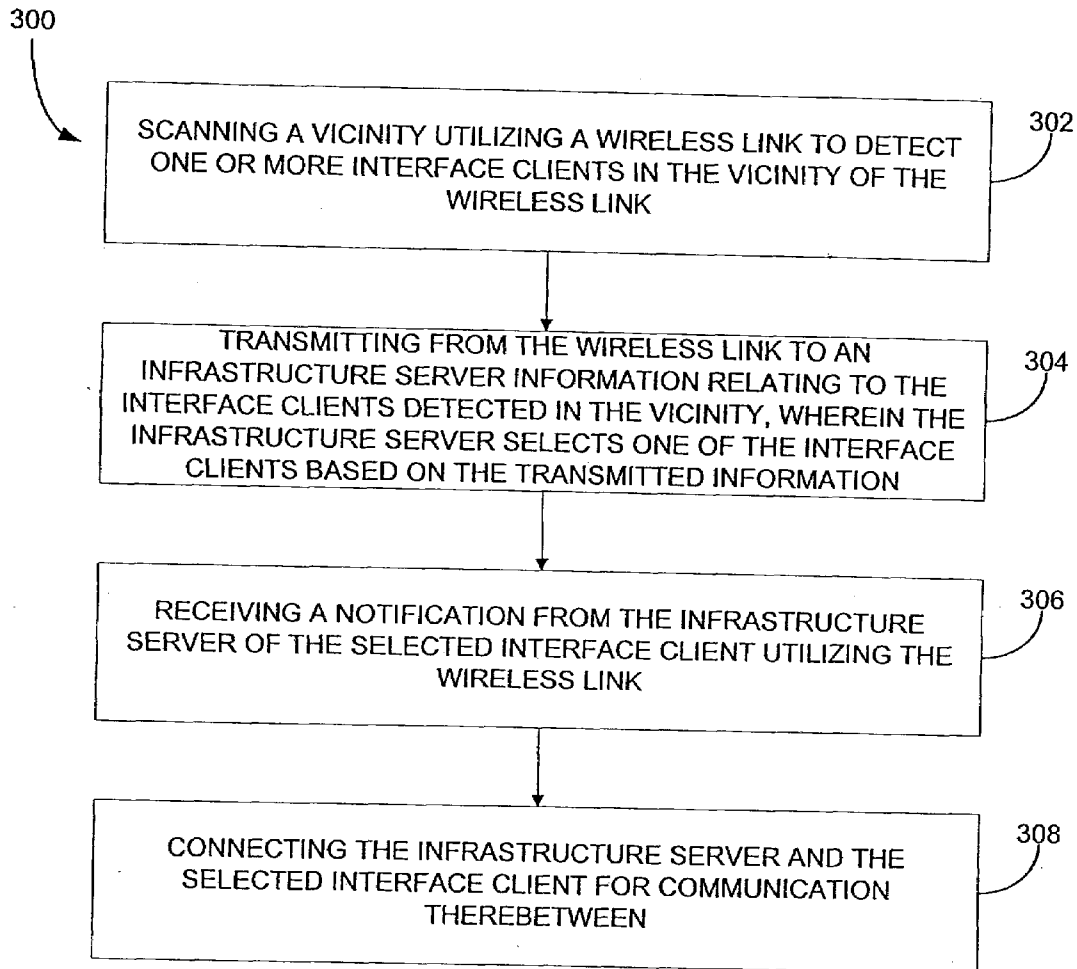 300
SCANNING A VICINITY UTILIZING A WIRELESS LINK TO DETECT
ONE OR MORE INTERFACE CLIENTS IN THE VICINITY OF THE
WIRELESS LINK
302
TRANSMITTING FROM THE WIRELESS LINK TO AN
INFRASTRUCTURE SERVER INFORMATION RELATING TO THE
INTERFACE CLIENTS DETECTED IN THE VICINITY, WHEREIN THE
INFRASTRUCTURE SERVER SELECTS ONE OF THE INTERFACE
CLIENTS BASED ON THE TRANSMITTED INFORMATION
304
RECEIVING A NOTIFICATION FROM THE INFRASTRUCTURE
SERVER OF THE SELECTED INTERFACE CLIENT UTILIZING THE
WIRELESS LINK
306
CONNECTING THE INFRASTRUCTURE SERVER AND THE
SELECTED INTERFACE CLIENT FOR COMMUNICATION
THEREBETWEEN
308